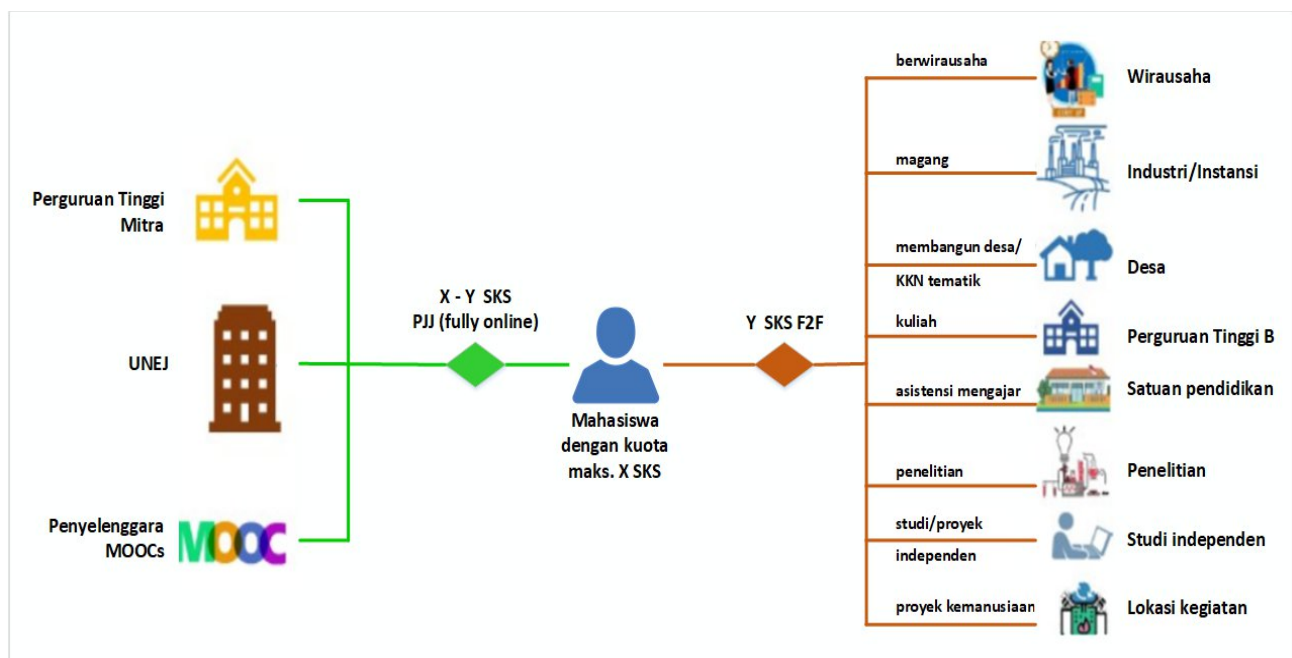 Perguruan Tinggi
Mitra
UNEJ
Penyelenggara
MOOCs
MOOC
X - Y SKS
PJJ (fully online)
Mahasiswa
dengan kuota
maks. X SKS
Y SKS F2F
berwirausaha
Wirausaha
magang
Industri/Instansi
membangun desa/
KKN tematik
Desa
kuliah
Perguruan Tinggi B
asistensi mengajar
Satuan pendidikan
penelitian
Penelitian
studi/proyek
independen
Studi independen
proyek kemanusiaan
Lokasi kegiatan